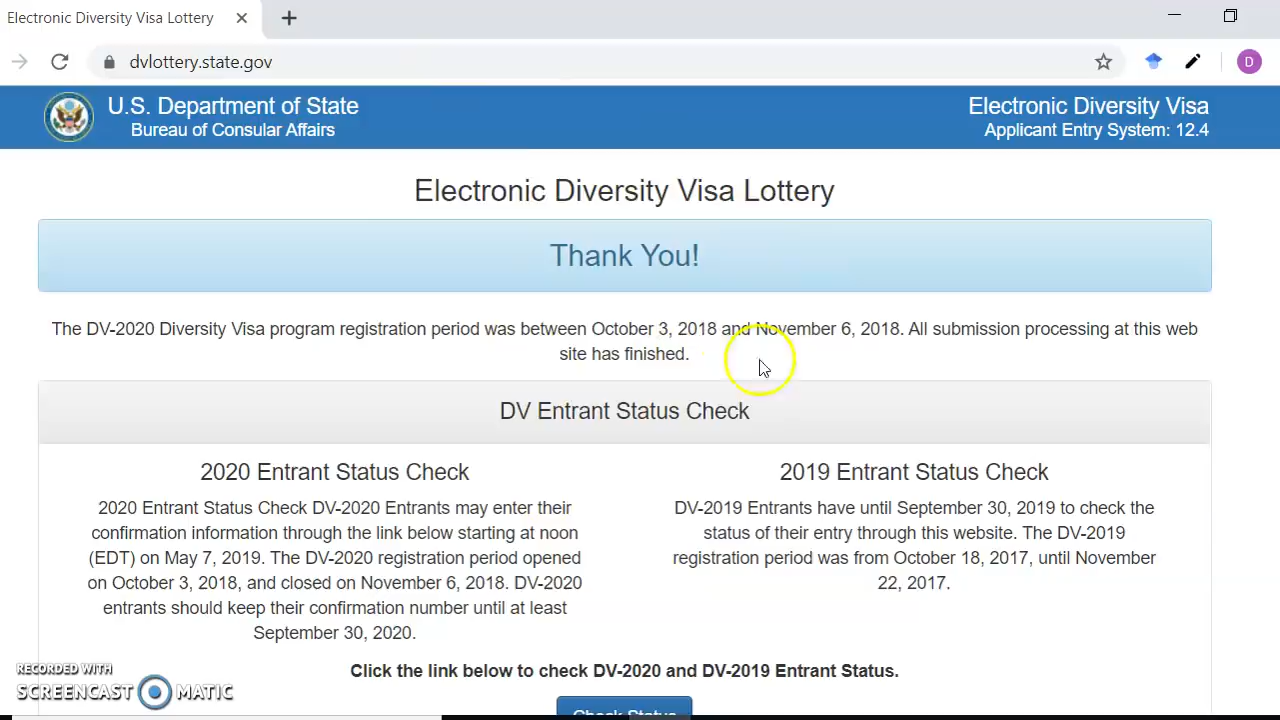 Electronic Diversity Visa Lottery
dvlottery.state.gov
D
U.S. Department of State
Bureau of Consular Affairs
Electronic Diversity Visa
Applicant Entry System: 12.4
Electronic Diversity Visa Lottery
Thank You!
The DV-2020 Diversity Visa program registration period was between October 3, 2018 and November 6, 2018. All submission processing at this web
site has finished.
DV Entrant Status Check
2020 Entrant Status Check
2020 Entrant Status Check DV-2020 Entrants may enter their
confirmation information through the link below starting at noon
(EDT) on May 7, 2019. The DV-2020 registration period opened
on October 3, 2018, and closed on November 6, 2018. DV-2020
entrants should keep their confirmation number until at least
September 30, 2020.
2019 Entrant Status Check
DV-2019 Entrants have until September 30, 2019 to check the
status of their entry through this website. The DV-2019
registration period was from October 18, 2017, until November
22, 2017.
Click the link below to check DV-2020 and DV-2019 Entrant Status.
Check Status
RECORDED WITH
SCREENCAST MATIC